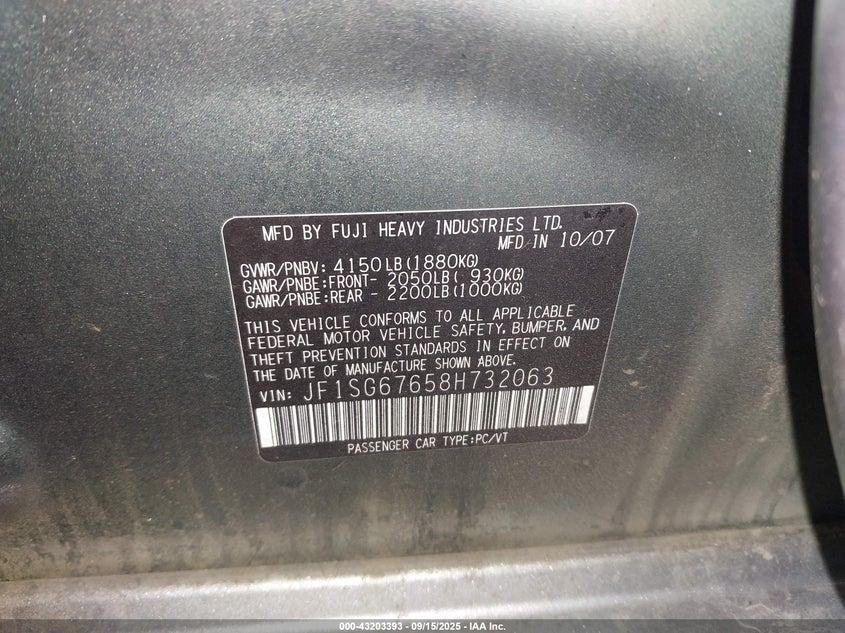 MFD BY FUJI HEAVY INDUSTRIES LTD.
MFD IN 10/07
GVWR/PNBV: 4150LB(1880KG)
GAWR/PNBE:FRONT- 2050LB( 930KG)
GAWR/PNBE:REAR - 2200LB(1000KG)
THIS VEHICLE CONFORMS TO ALL APPLICABLE
FEDERAL MOTOR VEHICLE SAFETY, BUMPER, AND
THEFT PREVENTION STANDARDS IN EFFECT ON
THE DATE OF MANUFACTURE SHOWN ABOVE.
VIN: JF1SG67658H732063
PASSENGER CAR TYPE:PC/VT
000-43203393 - 09/15/2025 - IAA Inc.